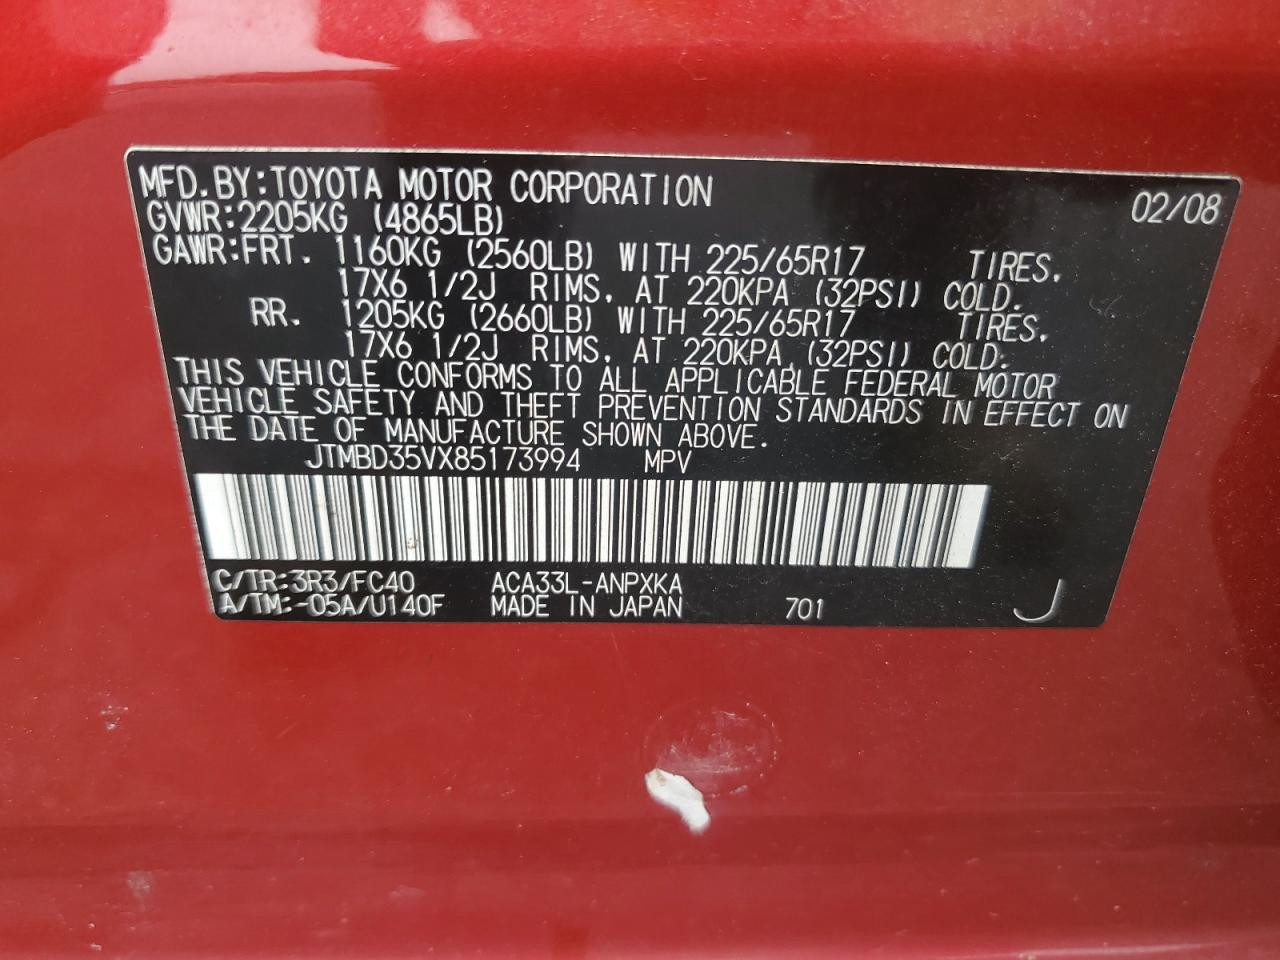 MFD.BY:TOYOTA MOTOR CORPORATION 02/08
GVWR:2205KG (4865LB)
GAWR:FRT. 1160KG (2560LB) WITH 225/65R17 TIRES.
17X6 1/2J RIMS, AT 220KPA (32PSI) COLD.
RR. 1205KG (2660LB) WITH 225/65R17 TIRES.
17X6 1/2J RIMS, AT 220KPA (32PSI) COLD.
THIS VEHICLE CONFORMS TO ALL APPLICABLE FEDERAL MOTOR
VEHICLE SAFETY AND THEFT PREVENTION STANDARDS IN EFFECT ON
THE DATE OF MANUFACTURE SHOWN ABOVE.
JTMBD35VX85173994 MPV
C/TR:3R3/FC40 ACA33L-ANPXKA
A/TM:-05A/U140F MADE IN JAPAN 701 J